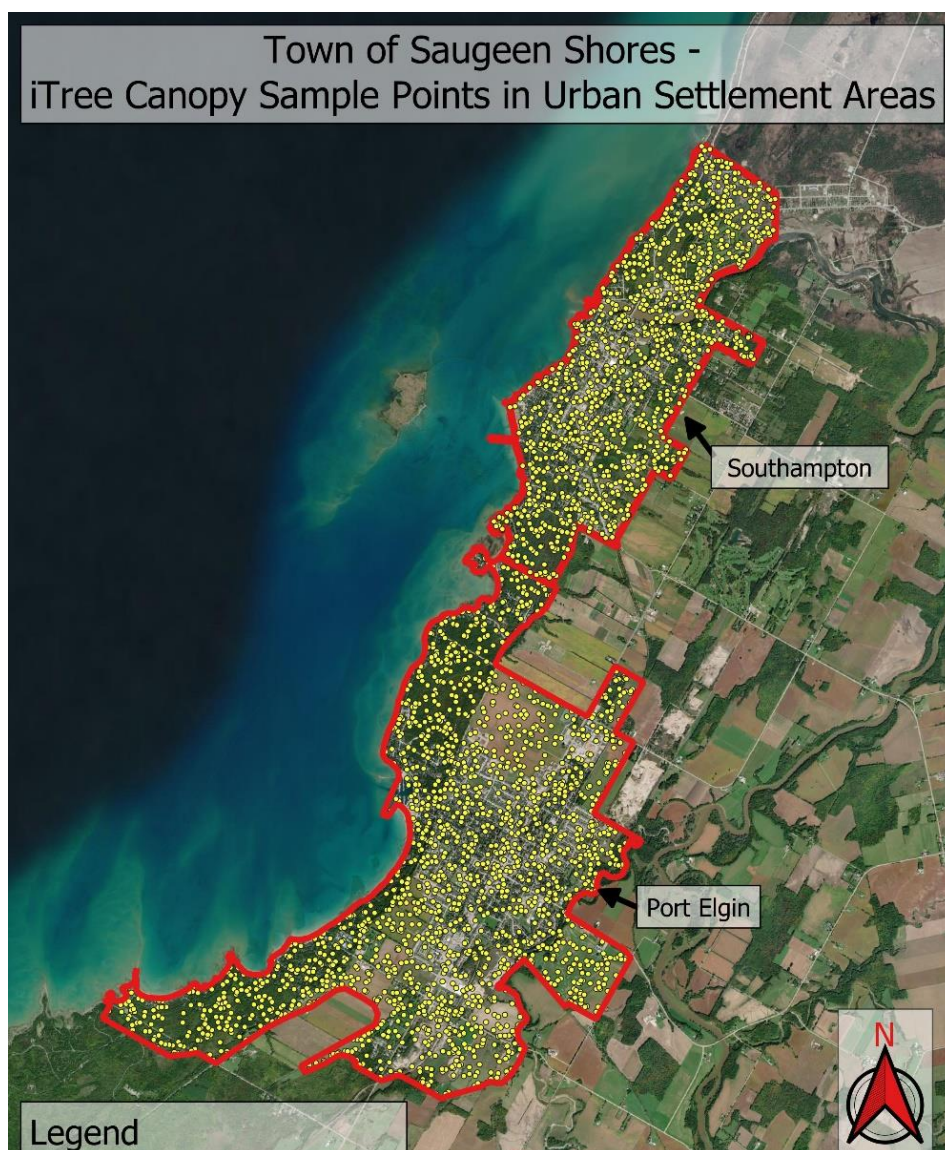 Town of Saugeen Shores -
iTree Canopy Sample Points in Urban Settlement Areas
Southampton
Port Elgin
N
Legend